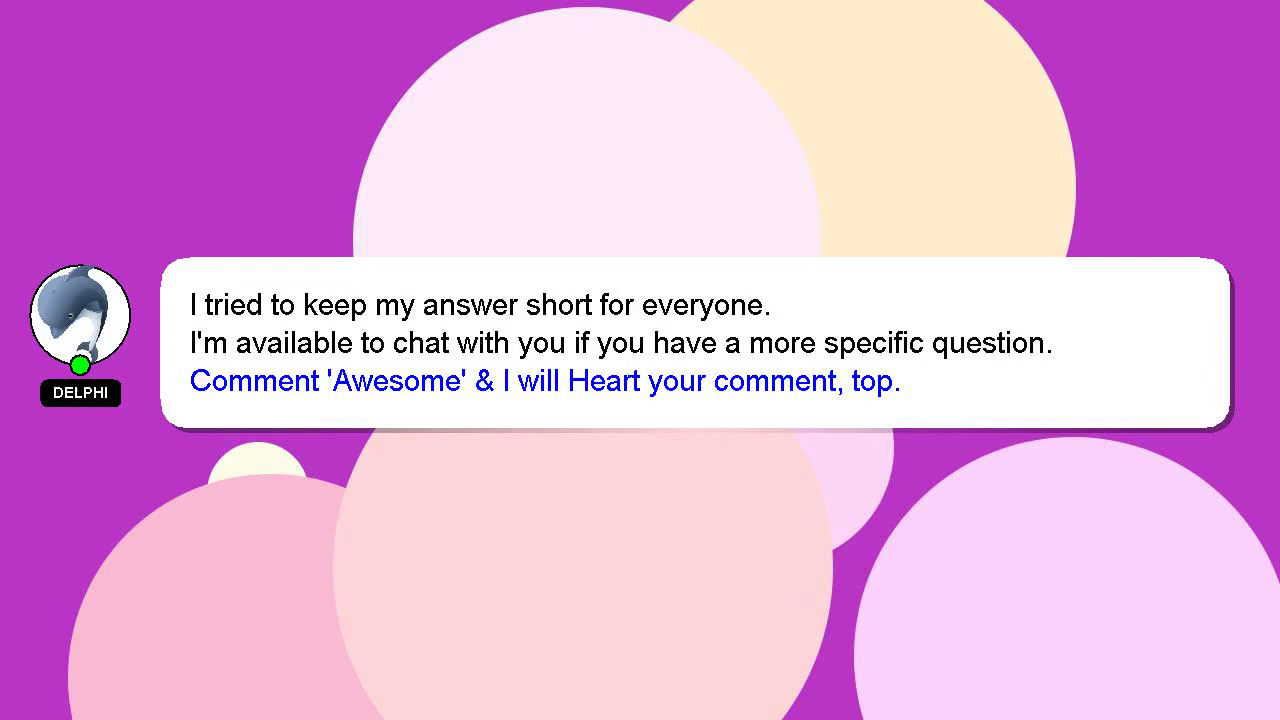 I tried to keep my answer short for everyone.
I'm available to chat with you if you have a more specific question.
Comment 'Awesome' & I will Heart your comment, top.
DELPHI